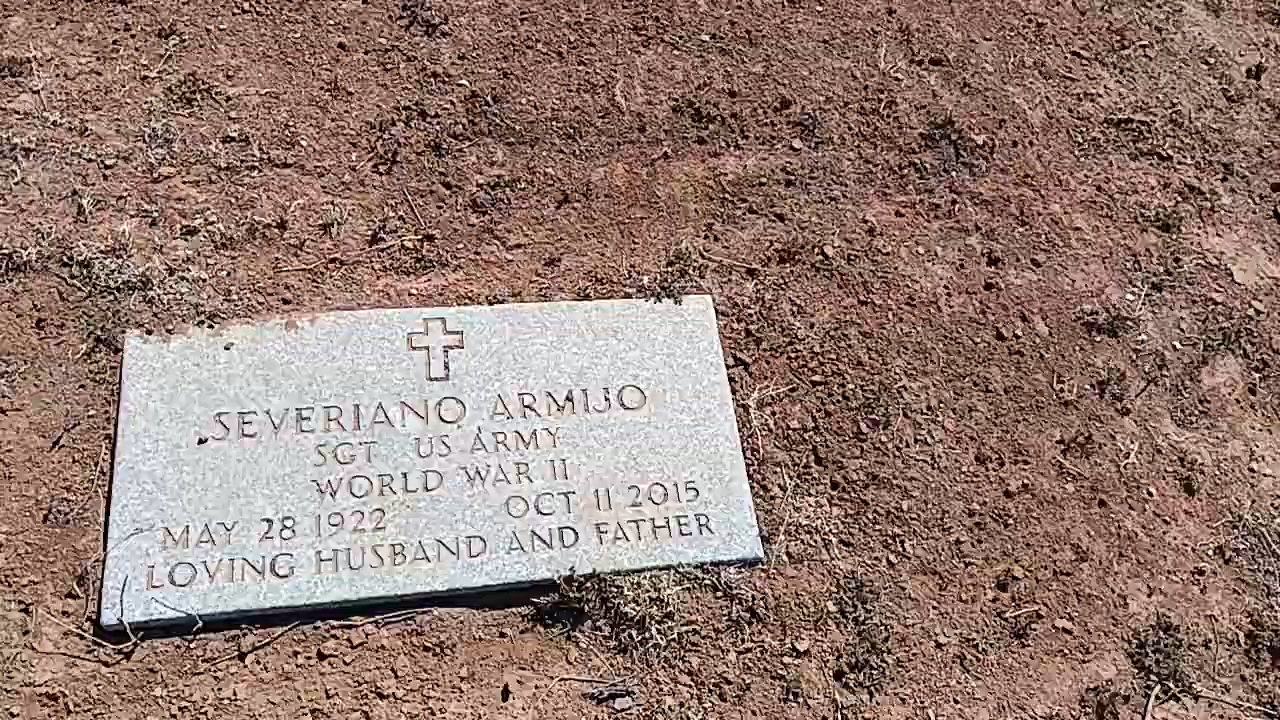 SEVERIANO ARMIJO
SGT US ARMY
WORLD WAR II
MAY 28 1922 OCT 11 2015
LOVING HUSBAND AND FATHER